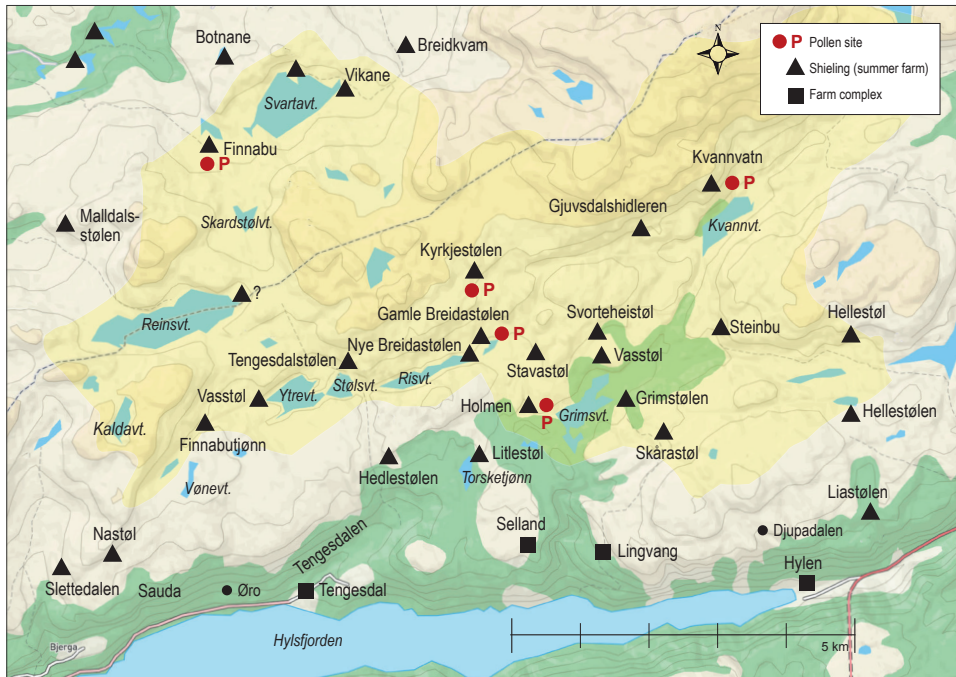 Botnane
Breidkvam
N
P Pollen site
Shieling (summer farm)
Farm complex
Vikane
Svartavt.
Finnabu
P
Kvannvatn
P
Malldals-
stølen
Skardstølvt.
Gjuvsdalshidleren
Kvannvt.
Kyrkjestølen
P
?
Reinsvt.
Gamle Breidastølen
P
Svorteheistøl
Steinbu
Hellestøl
Nye Breidastølen
Tengesdalstølen
Stavastøl
Vasstøl
Stølsvt.
Risvt.
Vasstøl
Ytrevt.
Holmen
P
Grimsvt.
Grimstølen
Hellestølen
Kaldavt.
Finnabutjønn
Skårastøl
Hedlestølen
Litlestøl
Torsketjønn
Vønevt.
Liastølen
Nastøl
Tengesdalen
Selland
Lingvang
Djupadalen
Hylen
Slettedalen
Sauda
Øro
Tengesdal
Hylsfjorden
Bjerga
5 km